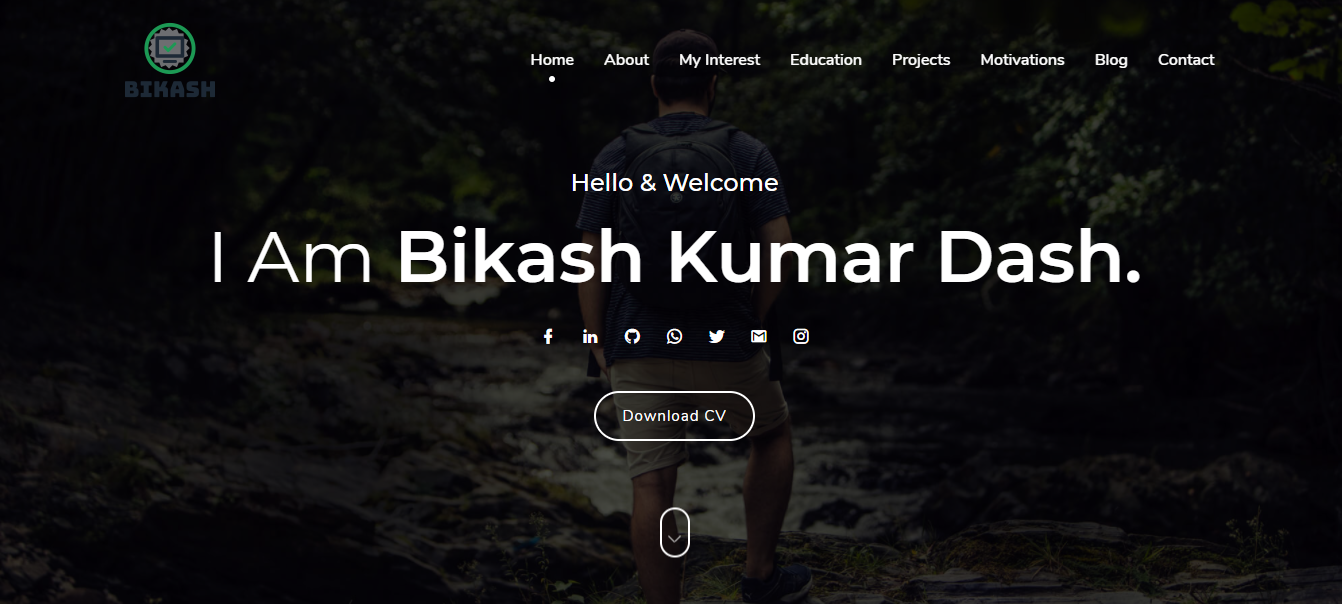 BIKASH
Home About My Interest Education Projects Motivations Blog Contact
Hello & Welcome
I Am Bikash Kumar Dash.
Download CV